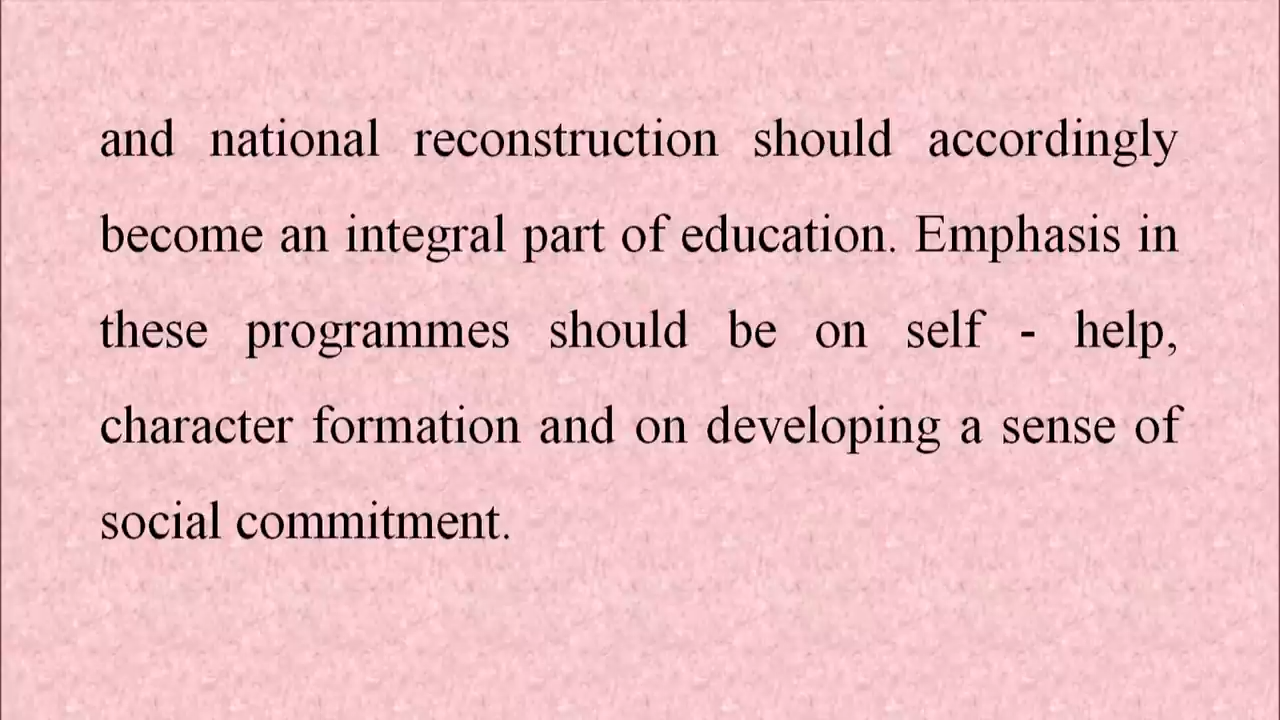 and national reconstruction should accordingly
become an integral part of education. Emphasis in
these programmes should be on self - help,
character formation and on developing a sense of
social commitment.